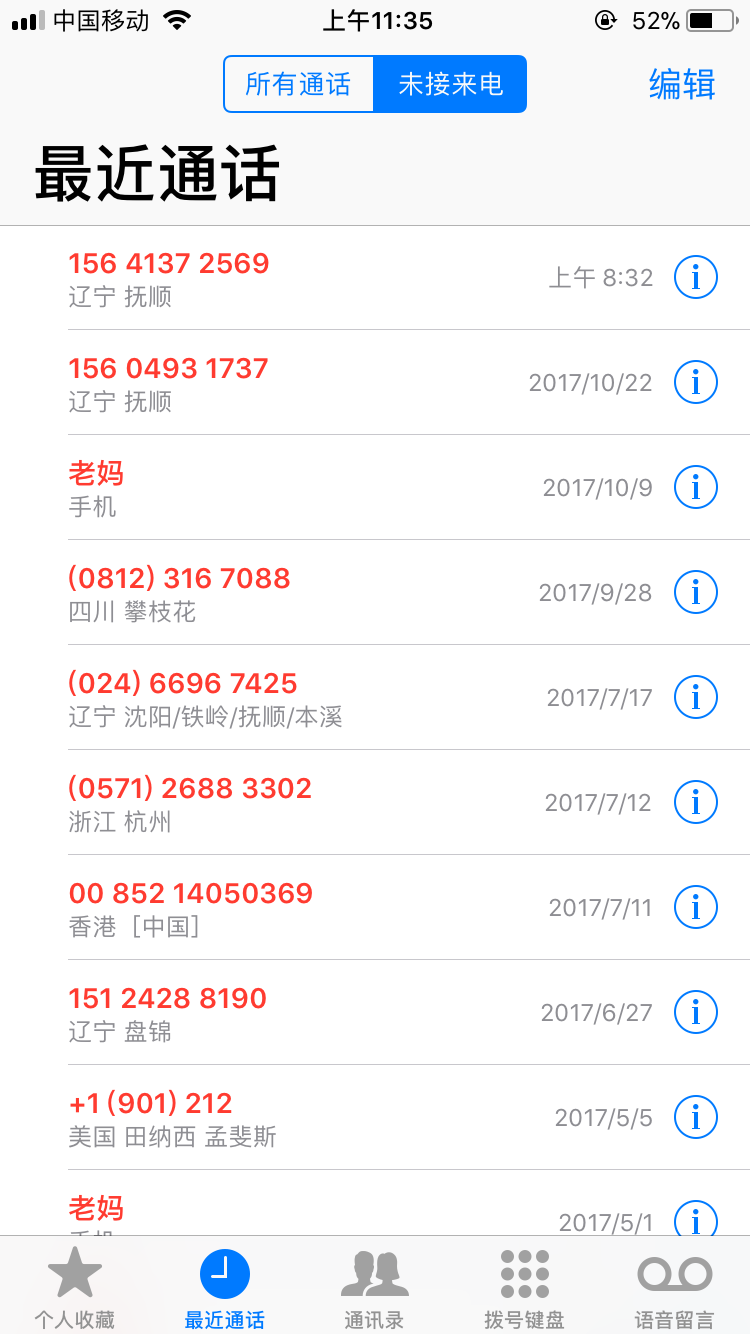 中国移动 上午11:35 52%
所有通话 未接来电 编辑
最近通话
156 4137 2569
辽宁 抚顺
上午 8:32
156 0493 1737
辽宁 抚顺
2017/10/22
老妈
手机
2017/10/9
(0812) 316 7088
四川 攀枝花
2017/9/28
(024) 6696 7425
辽宁 沈阳/铁岭/抚顺/本溪
2017/7/17
(0571) 2688 3302
浙江 杭州
2017/7/12
00 852 14050369
香港［中国］
2017/7/11
151 2428 8190
辽宁 盘锦
2017/6/27
+1 (901) 212
美国 田纳西 孟斐斯
2017/5/5
老妈
2017/5/1
个人收藏 最近通话 通讯录 拨号键盘 语音留言